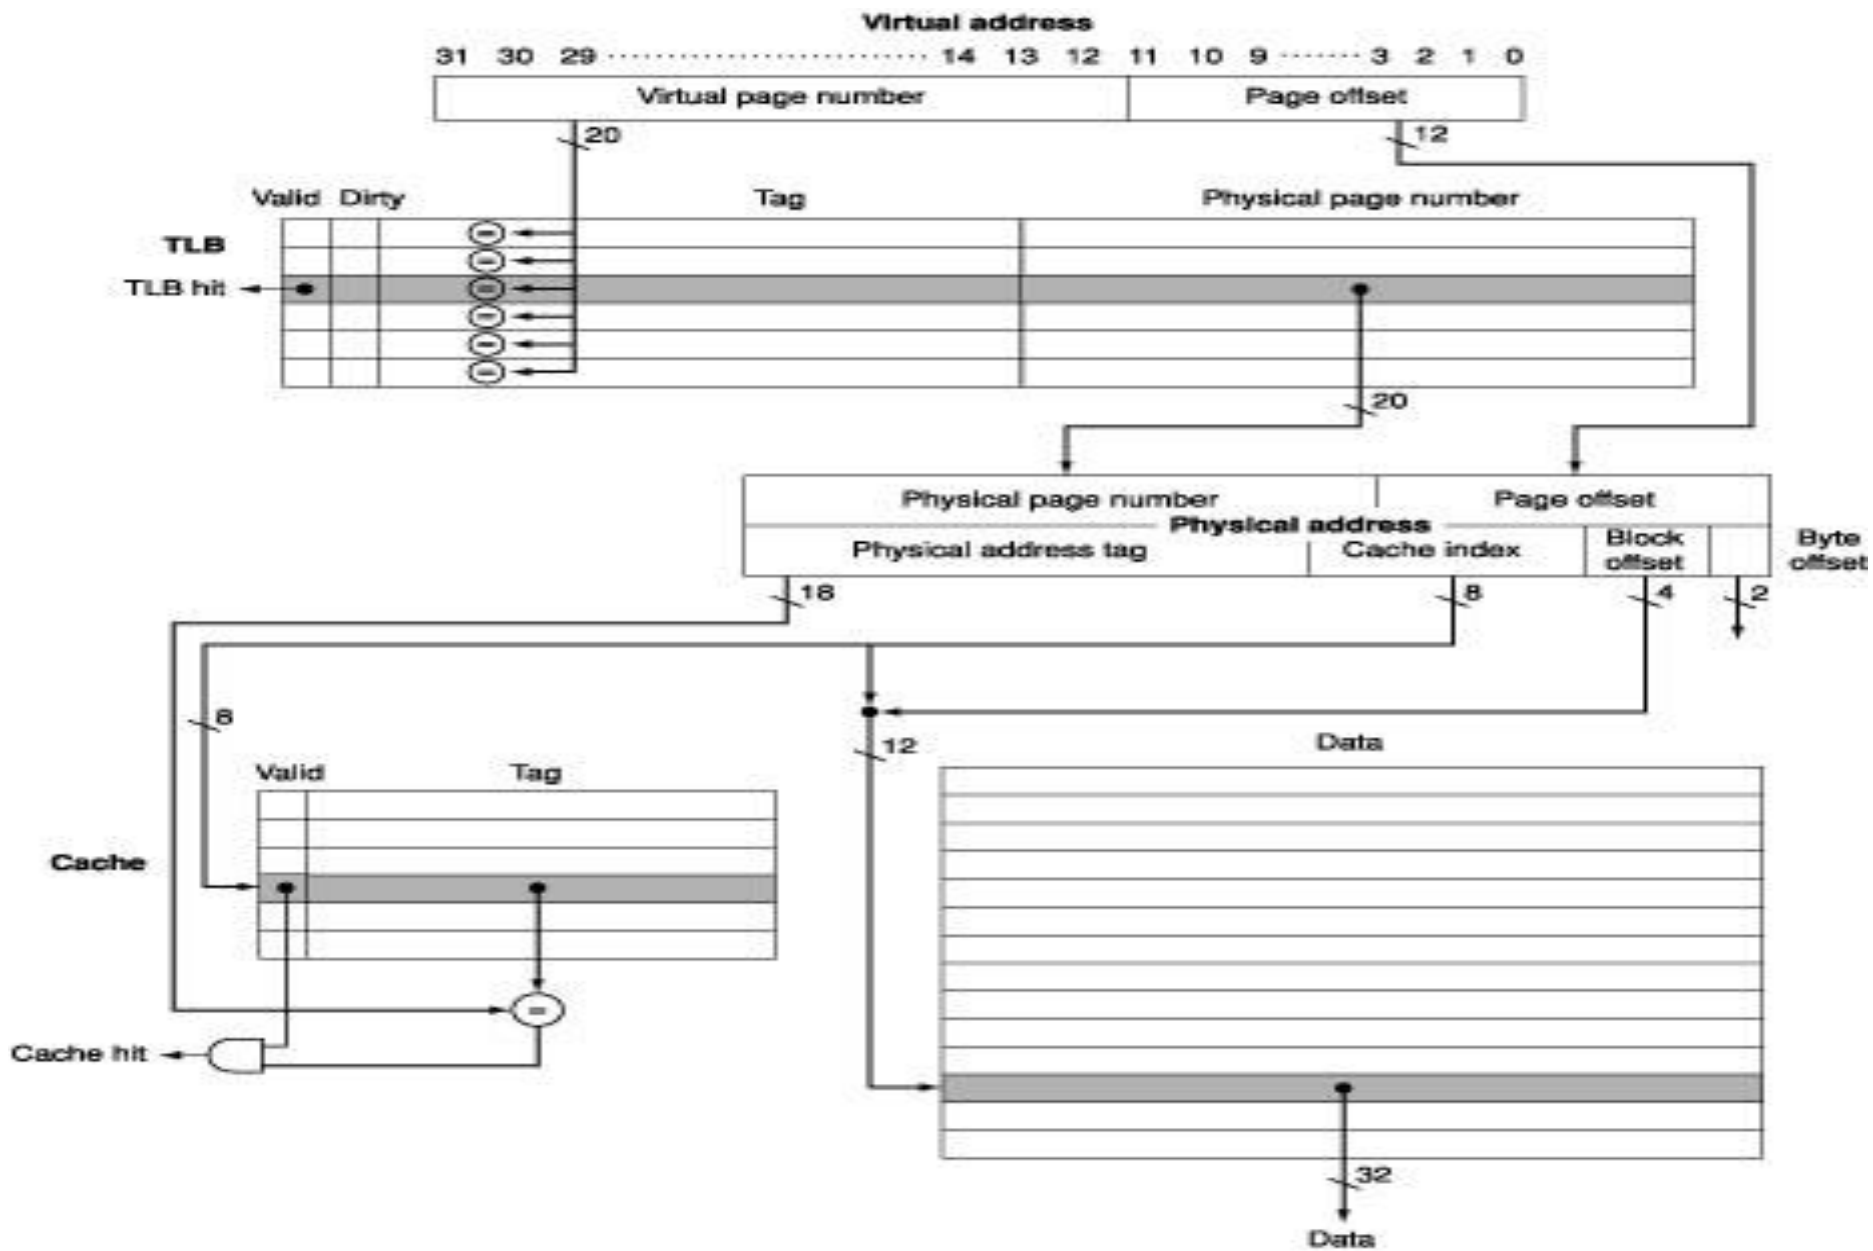 Virtual address
31 30 29 14 13 12 11 10 9 3 2 1 0
Virtual page number Page offset
20 12
Valid Dirty Tag Physical page number
TLB
TLB hit
20
Physical page number Page offset
Physical address
Physical address tag Cache index Block offset Byte offset
18 8 4 2
8
12
Data
Valid Tag
Cache
=
Cache hit
32
Data